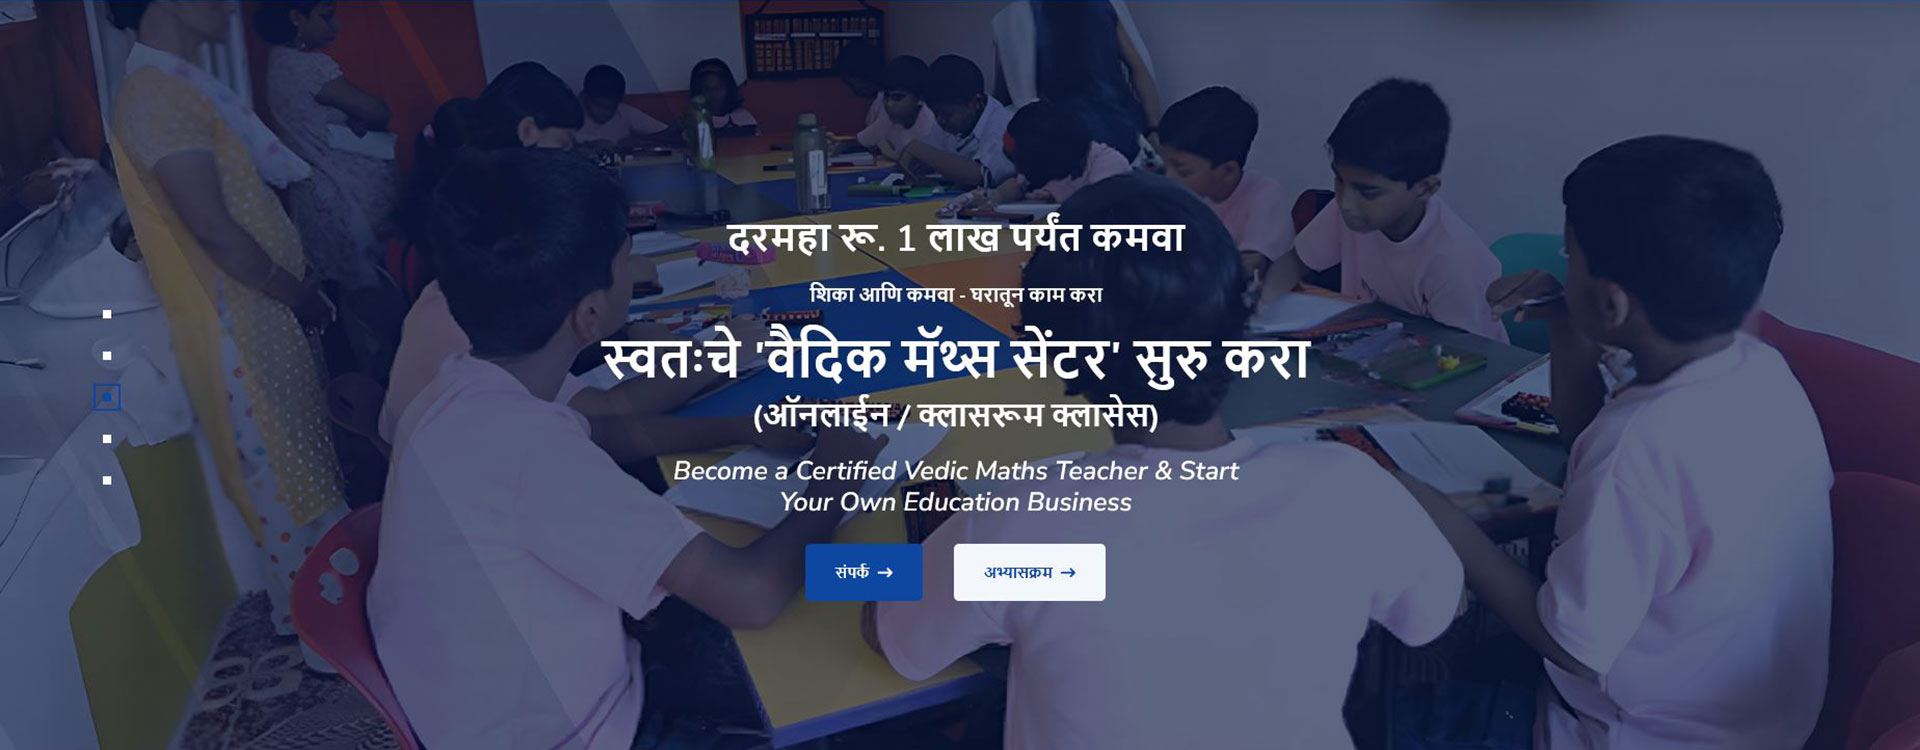 दरमहा रू. 1 लाख पर्यंत कमवा
शिका आणि कमवा - घरातून काम करा
स्वतःचे 'वैदिक मॅथ्स सेंटर' सुरु करा
(ऑनलाईन / क्लासरूम क्लासेस)
Become a Certified Vedic Maths Teacher & Start
Your Own Education Business
संपर्क →
अभ्यासक्रम →